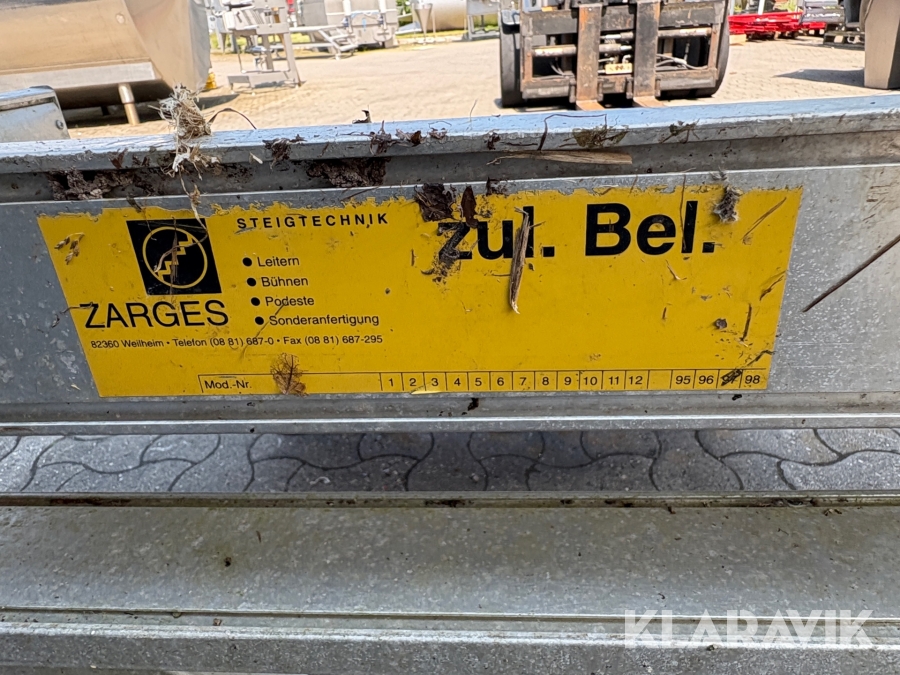 STEIGTECHNIK
zul. Bel.
• Leitern
• Bühnen
• Podeste
• Sonderanfertigung
ZARGES
82360 Weilheim • Telefon (08 81) 687-0 • Fax (08 81) 687-295
Mod.-Nr. 1 2 3 4 5 6 7 8 9 10 11 12 95 96 97 98
KLARAVIK